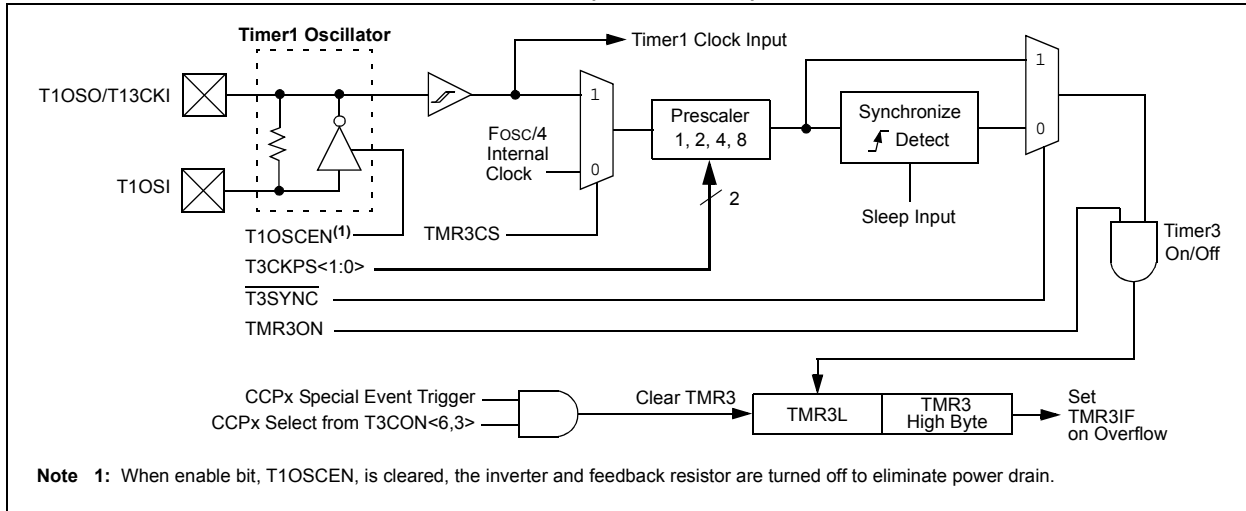 Timer1 Oscillator
Timer1 Clock Input
T1OSO/T13CKI
T1OSI
FOSC/4
Internal
Clock
1
0
Prescaler
1, 2, 4, 8
2
Synchronize
Detect
Sleep Input
1
0
Timer3
On/Off
T1OSCEN(1)
TMR3CS
T3CKPS<1:0>
T3SYNC
TMR3ON
CCPx Special Event Trigger
CCPx Select from T3CON<6,3>
Clear TMR3
TMR3L
TMR3
High Byte
Set
TMR3IF
on Overflow
Note 1: When enable bit, T1OSCEN, is cleared, the inverter and feedback resistor are turned off to eliminate power drain.